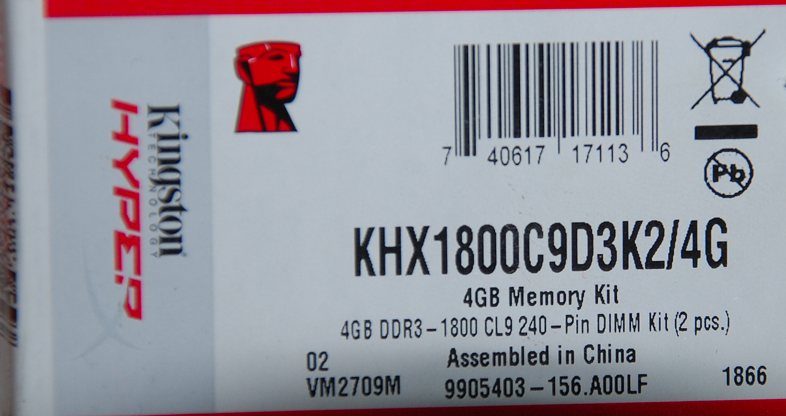 Kingston
TECHNOLOGY
HYPER
7 40617 17113 6
Pb
KHX1800C9D3K2/4G
4GB Memory Kit
4GB DDR3-1800 CL9 240-Pin DIMM Kit (2 pcs.)
02 Assembled in China
VM2709M 9905403-156.A00LF 1866